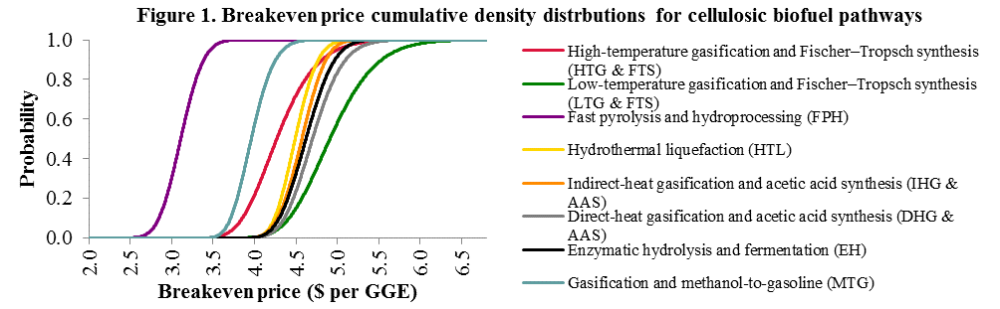 Figure 1. Breakeven price cumulative density distrbutions for cellulosic biofuel pathways
Probability
1.0
0.8
0.6
0.4
0.2
0.0
2.0
2.5
3.0
3.5
4.0
4.5
5.0
5.5
6.0
6.5
Breakeven price ($ per GGE)
High-temperature gasification and Fischer–Tropsch synthesis
(HTG & FTS)
Low-temperature gasification and Fischer–Tropsch synthesis
(LTG & FTS)
Fast pyrolysis and hydroprocessing (FPH)
Hydrothermal liquefaction (HTL)
Indirect-heat gasification and acetic acid synthesis (IHG &
AAS)
Direct-heat gasification and acetic acid synthesis (DHG &
AAS)
Enzymatic hydrolysis and fermentation (EH)
Gasification and methanol-to-gasoline (MTG)